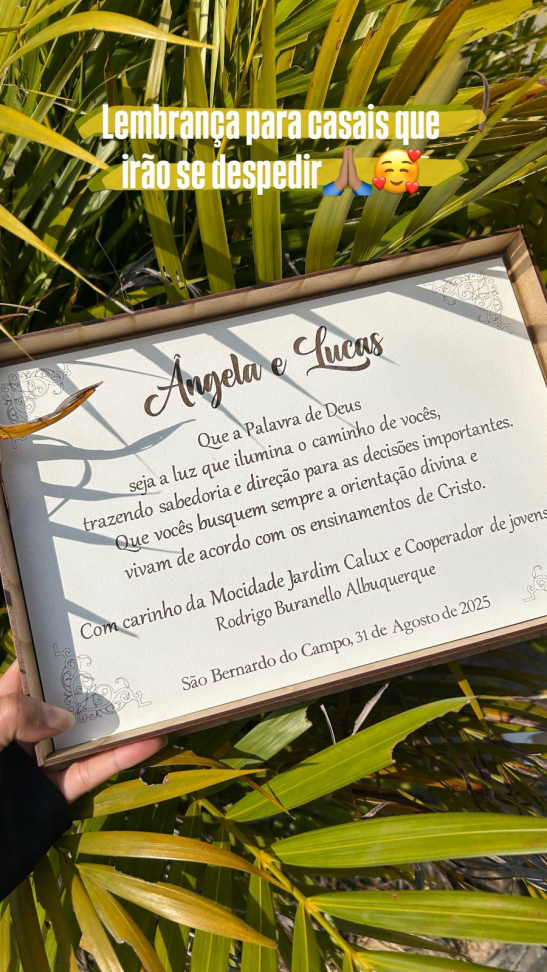 Lembrança para casais que
irão se despedir 🙏🏽🥰
Ângela e Lucas
Que a Palavra de Deus
seja a luz que ilumina o caminho de vocês,
trazendo sabedoria e direção para as decisões importantes.
Que vocês busquem sempre a orientação divina e
vivam de acordo com os ensinamentos de Cristo.
Com carinho da Mocidade Jardim Calux e Cooperador de jovens
Rodrigo Buranello Albuquerque
São Bernardo do Campo, 31 de Agosto de 2025